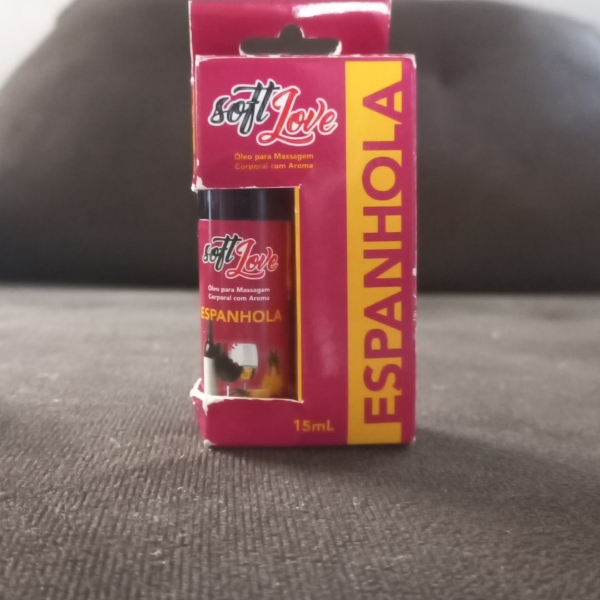 soft Love
Óleo para Massagem
Corporal com Aroma
ESPANHOLA
soft Love
Óleo para Massagem
Corporal com Aroma
ESPANHOLA
15mL